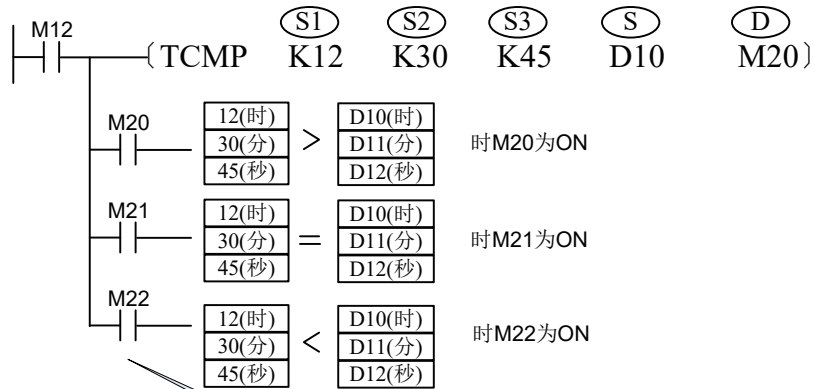 S1 S2 S3 S D
M12
〔TCMP K12 K30 K45 D10 M20〕
M20
12(时) D10(时)
30(分) > D11(分) 时M20为ON
45(秒) D12(秒)
M21
12(时) D10(时)
30(分) = D11(分) 时M21为ON
45(秒) D12(秒)
M22
12(时) D10(时)
30(分) < D11(分) 时M22为ON
45(秒) D12(秒)